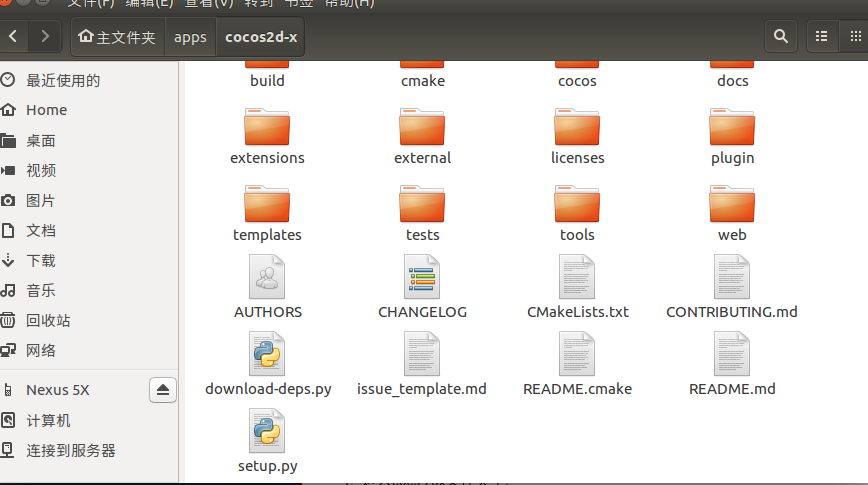 文件(F) 编辑(E) 查看(V) 转到 书签 帮助(H)
主文件夹 apps cocos2d-x
最近使用的
Home
桌面
视频
图片
文档
下载
音乐
回收站
网络
Nexus 5X
计算机
连接到服务器
build cmake cocos docs
extensions external licenses plugin
templates tests tools web
AUTHORS CHANGELOG CMakeLists.txt CONTRIBUTING.md
download-deps.py issue_template.md README.cmake README.md
setup.py